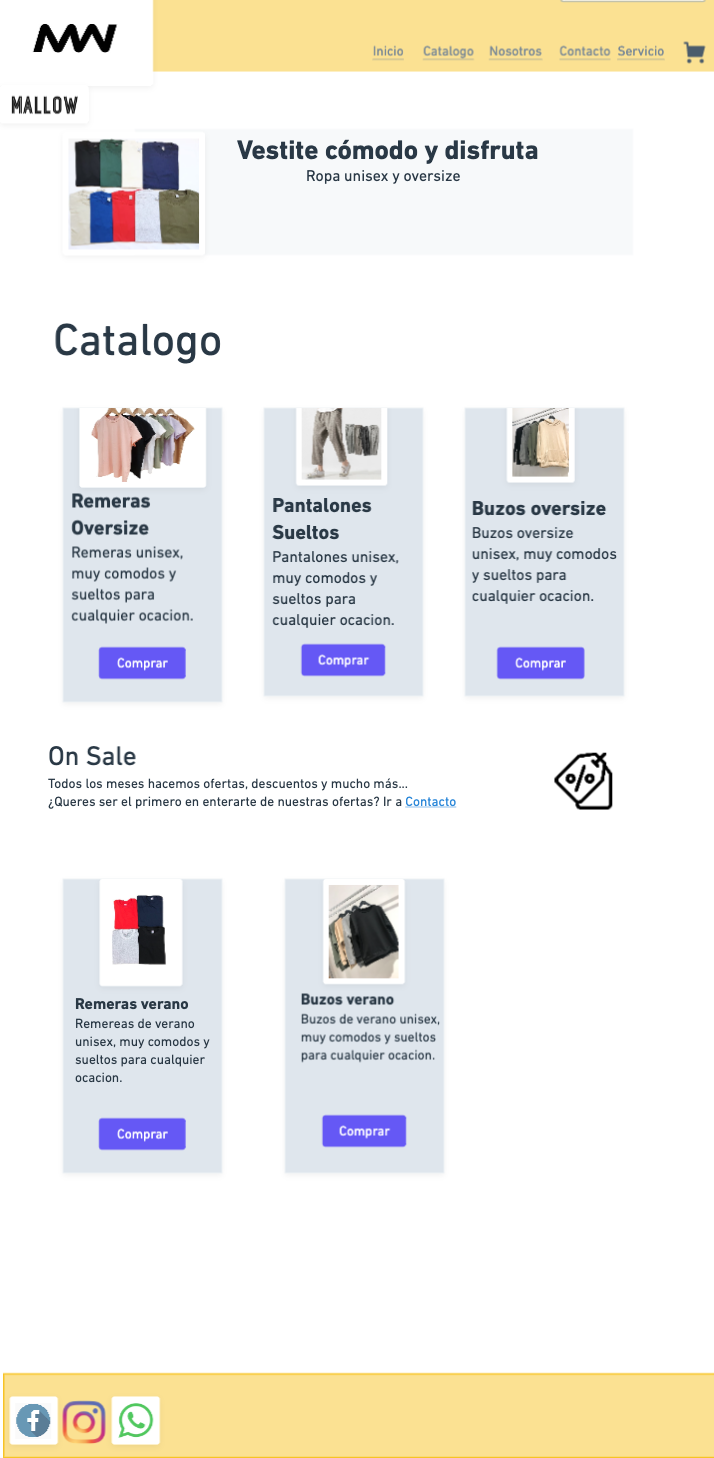 Inicio Catalogo Nosotros Contacto Servicio
MALLOW
Vestite cómodo y disfruta
Ropa unisex y oversize
Catalogo
Remeras
Oversize
Remeras unisex,
muy comodos y
sueltos para
cualquier ocacion.
Comprar
Pantalones
Sueltos
Pantalones unisex,
muy comodos y
sueltos para
cualquier ocacion.
Comprar
Buzos oversize
Buzos oversize
unisex, muy comodos
y sueltos para
cualquier ocacion.
Comprar
On Sale
Todos los meses hacemos ofertas, descuentos y mucho más...
¿Queres ser el primero en enterarte de nuestras ofertas? Ir a Contacto
Remeras verano
Remereas de verano
unisex, muy comodos y
sueltos para cualquier
ocacion.
Comprar
Buzos verano
Buzos de verano unisex,
muy comodos y sueltos
para cualquier ocacion.
Comprar